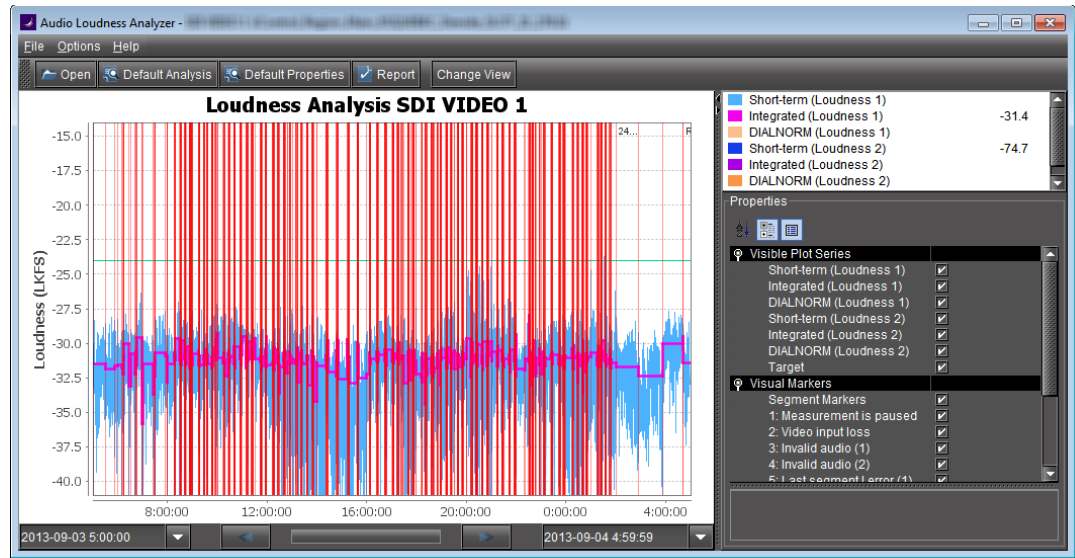 Audio Loudness Analyzer -
File Options Help
Open Default Analysis Default Properties Report Change View
Loudness Analysis SDI VIDEO 1
Loudness (LKFS)
-15.0
-17.5
-20.0
-22.5
-25.0
-27.5
-30.0
-32.5
-35.0
-37.5
-40.0
24... R
8:00:00 12:00:00 16:00:00 20:00:00 0:00:00 4:00:00
2013-09-03 5:00:00 2013-09-04 4:59:59
Short-term (Loudness 1)
Integrated (Loudness 1) -31.4
DIALNORM (Loudness 1)
Short-term (Loudness 2) -74.7
Integrated (Loudness 2)
DIALNORM (Loudness 2)
Properties
Visible Plot Series
Short-term (Loudness 1)
Integrated (Loudness 1)
DIALNORM (Loudness 1)
Short-term (Loudness 2)
Integrated (Loudness 2)
DIALNORM (Loudness 2)
Target
Visual Markers
Segment Markers
1: Measurement is paused
2: Video input loss
3: Invalid audio (1)
4: Invalid audio (2)
5: Last segment I error (1)